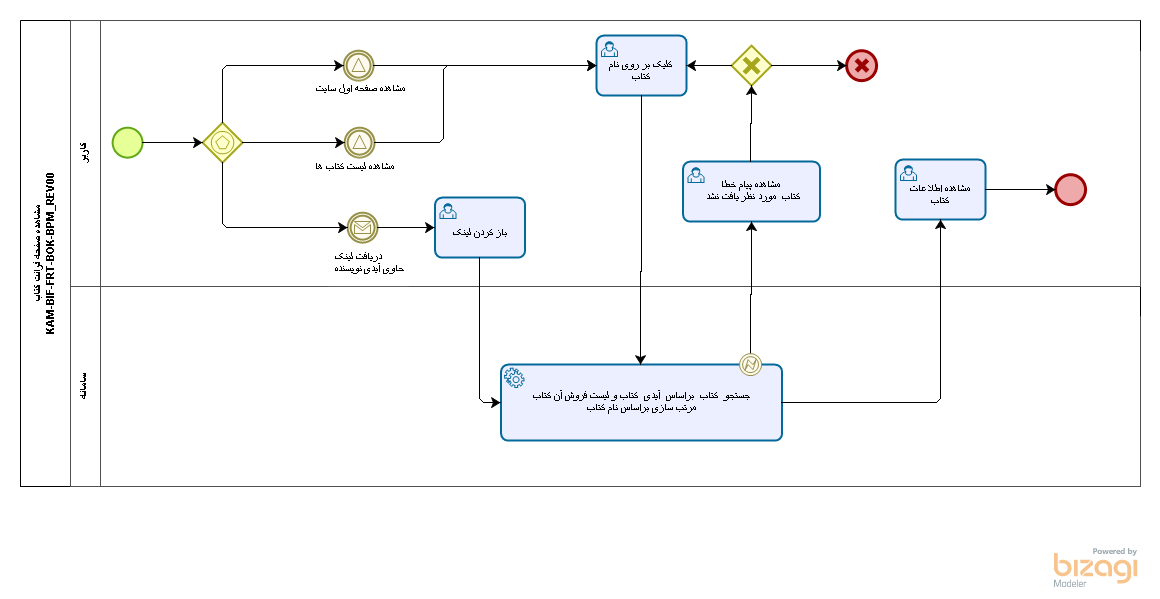 مشاهده صفحه فرانت کتاب
KAM-BIF-FRT-BOK-BPM_REV00
کاربر
مشاهده صفحه اول سایت
مشاهده لیست کتاب ها
دریافت لینک
حاوی آیدی نویسنده
باز کردن لینک
کلیک بر روی نام
کتاب
مشاهده پیام خطا
کتاب مورد نظر یافت نشد
مشاهده اطلاعات
کتاب
سامانه
جستجو کتاب براساس آیدی کتاب و لیست فروش آن کتاب
مرتب سازی براساس نام کتاب
Powered by
bizagi
Modeler